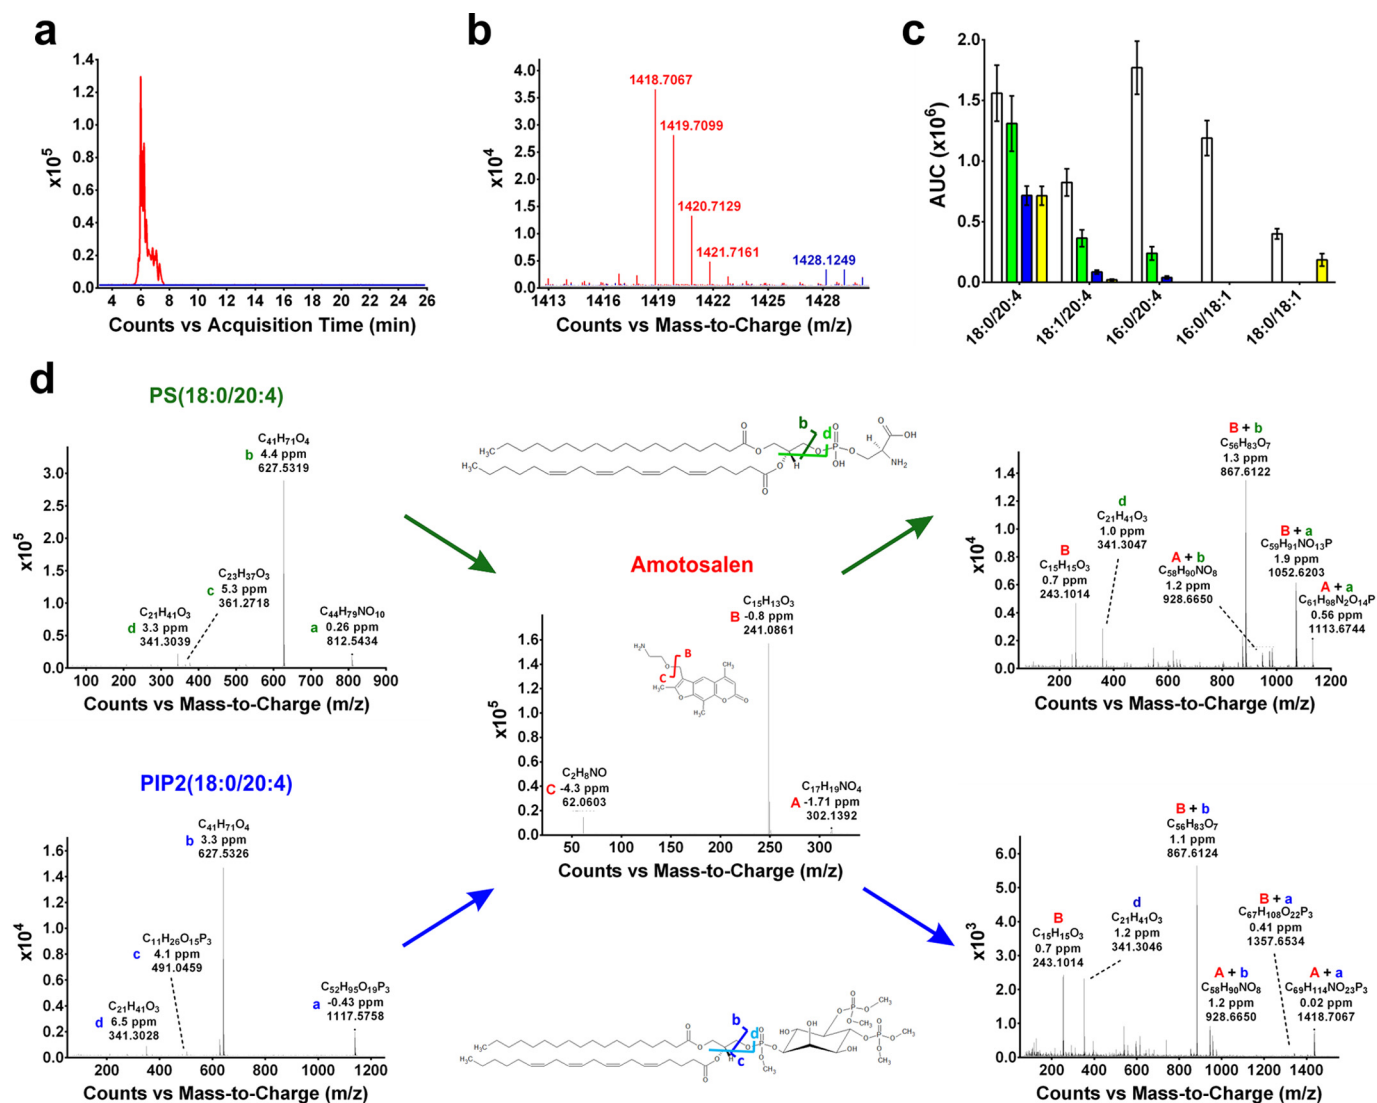 a
1.4
1.2
1.0
0.8
0.6
0.4
0.2
0.0
x10⁵
4 6 8 10 12 14 16 18 20 22 24 26
Counts vs Acquisition Time (min)
b
4.0
3.5
3.0
2.5
2.0
1.5
1.0
0.5
0.0
x10⁴
1418.7067
1419.7099
1420.7129
1421.7161
1428.1249
1413 1416 1419 1422 1425 1428
Counts vs Mass-to-Charge (m/z)
c
2.0
1.5
1.0
0.5
0.0
AUC (x10⁶)
18:0/20:4
18:1/20:4
16:0/20:4
16:0/18:1
18:0/18:1
d
PS(18:0/20:4)
3.0
2.5
2.0
1.5
1.0
0.5
0.0
x10⁵
C₄₁H₇₁O₄
b 4.4 ppm
627.5319
C₂₃H₃₇O₃
c 5.3 ppm
361.2718
C₂₁H₄₁O₃
d 3.3 ppm
341.3039
C₄₄H₇₉NO₁₀
a 0.26 ppm
812.5434
100 200 300 400 500 600 700 800 900
Counts vs Mass-to-Charge (m/z)
b
d
H₃C
H₃C
O
O
O
O
H
O
P
OH
O
H
O
OH
NH₂
Amotosalen
1.6
1.4
1.2
1.0
0.8
0.6
0.4
0.2
0.0
x10⁵
C₁₅H₁₃O₃
B -0.8 ppm
241.0861
H₂N
O
B
C
CH₃
H₃C
O
O
O
CH₃
C₂H₈NO
C -4.3 ppm
62.0603
C₁₇H₁₉NO₄
A -1.71 ppm
302.1392
50 100 150 200 250 300
Counts vs Mass-to-Charge (m/z)
1.4
1.2
1.0
0.8
0.6
0.4
0.2
0.0
x10⁴
B + b
C₅₆H₈₃O₇
1.3 ppm
867.6122
d
C₂₁H₄₁O₃
1.0 ppm
341.3047
B
C₁₅H₁₅O₃
0.7 ppm
243.1014
A + b
C₅₈H₉₀NO₈
1.2 ppm
928.6650
B + a
C₅₉H₉₁NO₁₃P
1.9 ppm
1052.6203
A + a
C₆₁H₉₈N₂O₁₄P
0.56 ppm
1113.6744
200 400 600 800 1000 1200
Counts vs Mass-to-Charge (m/z)
PIP2(18:0/20:4)
1.6
1.4
1.2
1.0
0.8
0.6
0.4
0.2
0.0
x10⁴
C₄₁H₇₁O₄
b 3.3 ppm
627.5326
C₁₁H₂₆O₁₅P₃
c 4.1 ppm
491.0459
C₂₁H₄₁O₃
d 6.5 ppm
341.3028
C₅₂H₉₅O₁₉P₃
a -0.43 ppm
1117.5758
200 400 600 800 1000 1200
Counts vs Mass-to-Charge (m/z)
b
d
c
6.0
5.0
4.0
3.0
2.0
1.0
0.0
x10³
B + b
C₅₆H₈₃O₇
1.1 ppm
867.6124
d
C₂₁H₄₁O₃
1.2 ppm
341.3046
B
C₁₅H₁₅O₃
0.7 ppm
243.1014
B + a
C₆₇H₁₀₈O₂₂P₃
0.41 ppm
1357.6534
A + b
C₅₈H₉₀NO₈
1.2 ppm
928.6650
A + a
C₆₉H₁₁₄NO₂₃P₃
0.02 ppm
1418.7067
200 400 600 800 1000 1200 1400
Counts vs Mass-to-Charge (m/z)